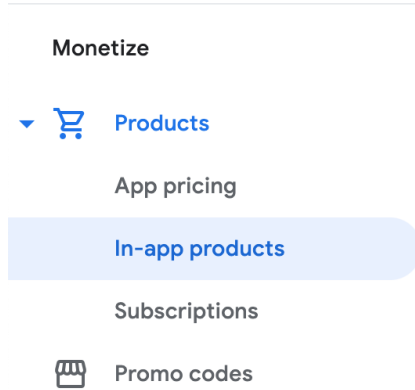 Monetize
Products
App pricing
In-app products
Subscriptions
Promo codes